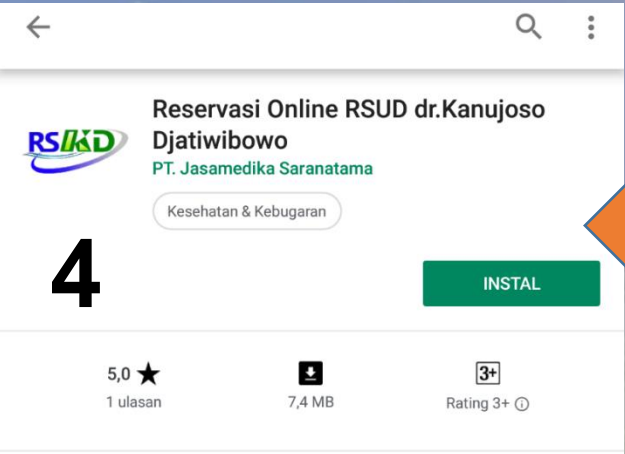 Reservasi Online RSUD dr.Kanujoso
Djatiwibowo
RSKD
PT. Jasamedika Saranatama
Kesehatan & Kebugaran
4
INSTAL
5,0 ★
3+
1 ulasan
7,4 MB
Rating 3+